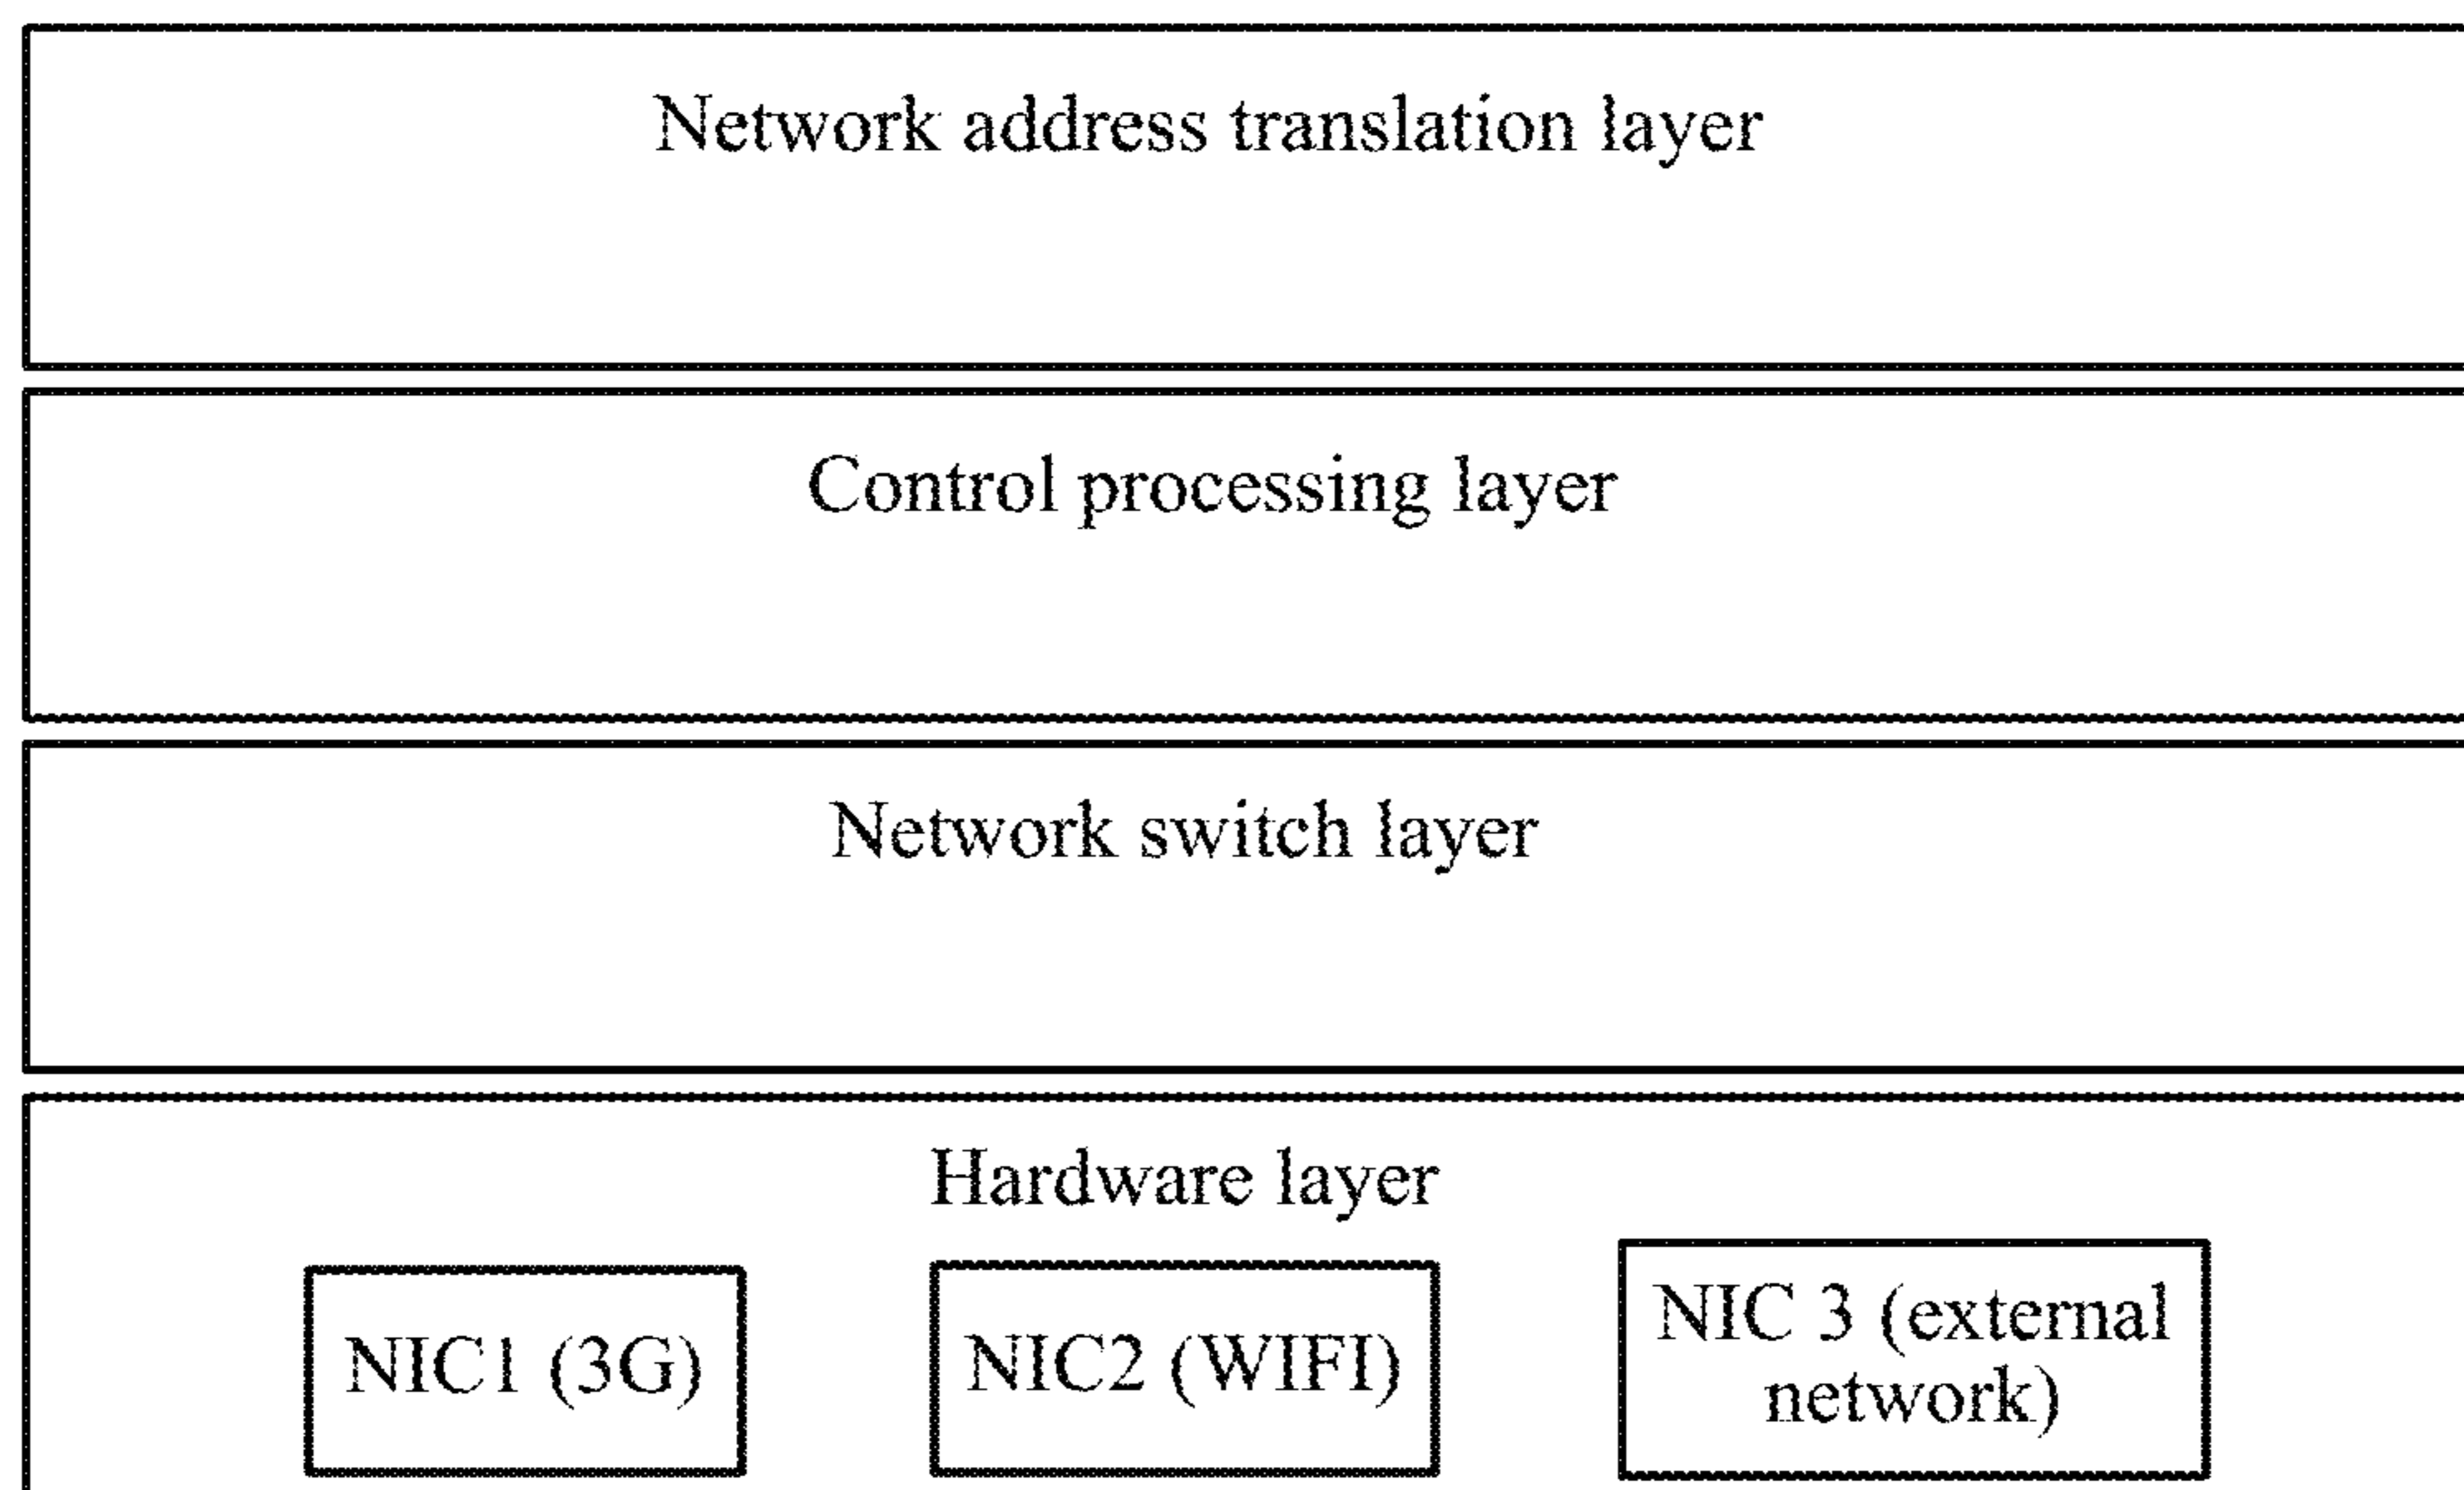 Network address translation layer
Control processing layer
Network switch layer
Hardware layer
NIC1 (3G)
NIC2 (WIFI)
NIC 3 (external
network)